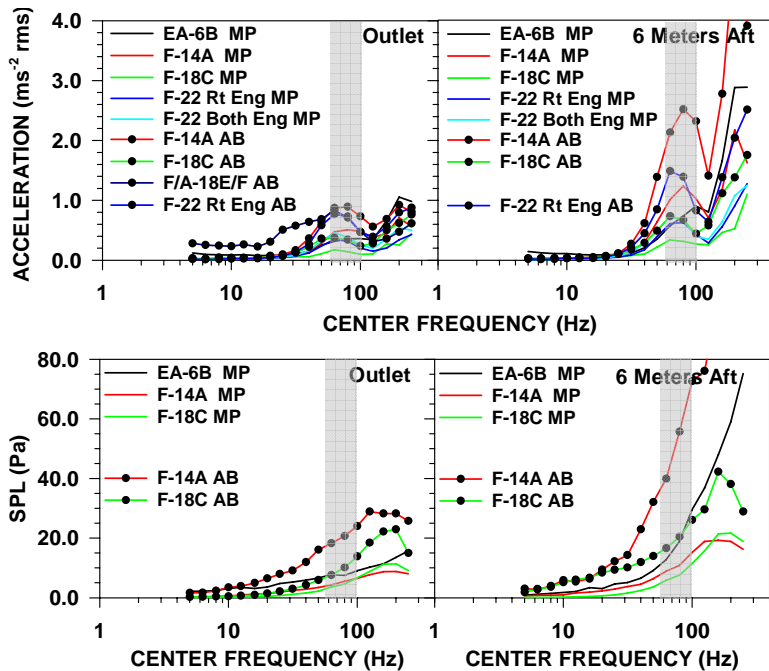 ACCELERATION (ms-2 rms)
4.0
3.0
2.0
1.0
0.0
EA-6B MP
F-14A MP
F-18C MP
F-22 Rt Eng MP
F-22 Both Eng MP
F-14A AB
F-18C AB
F/A-18E/F AB
F-22 Rt Eng AB
Outlet
1 10 100
EA-6B MP
F-14A MP
F-18C MP
F-22 Rt Eng MP
F-22 Both Eng MP
F-14A AB
F-18C AB
F-22 Rt Eng AB
6 Meters Aft
1 10 100
CENTER FREQUENCY (Hz)
SPL (Pa)
80.0
60.0
40.0
20.0
0.0
EA-6B MP
F-14A MP
F-18C MP
F-14A AB
F-18C AB
Outlet
1 10 100
CENTER FREQUENCY (Hz)
EA-6B MP
F-14A MP
F-18C MP
F-14A AB
F-18C AB
6 Meters Aft
1 10 100
CENTER FREQUENCY (Hz)